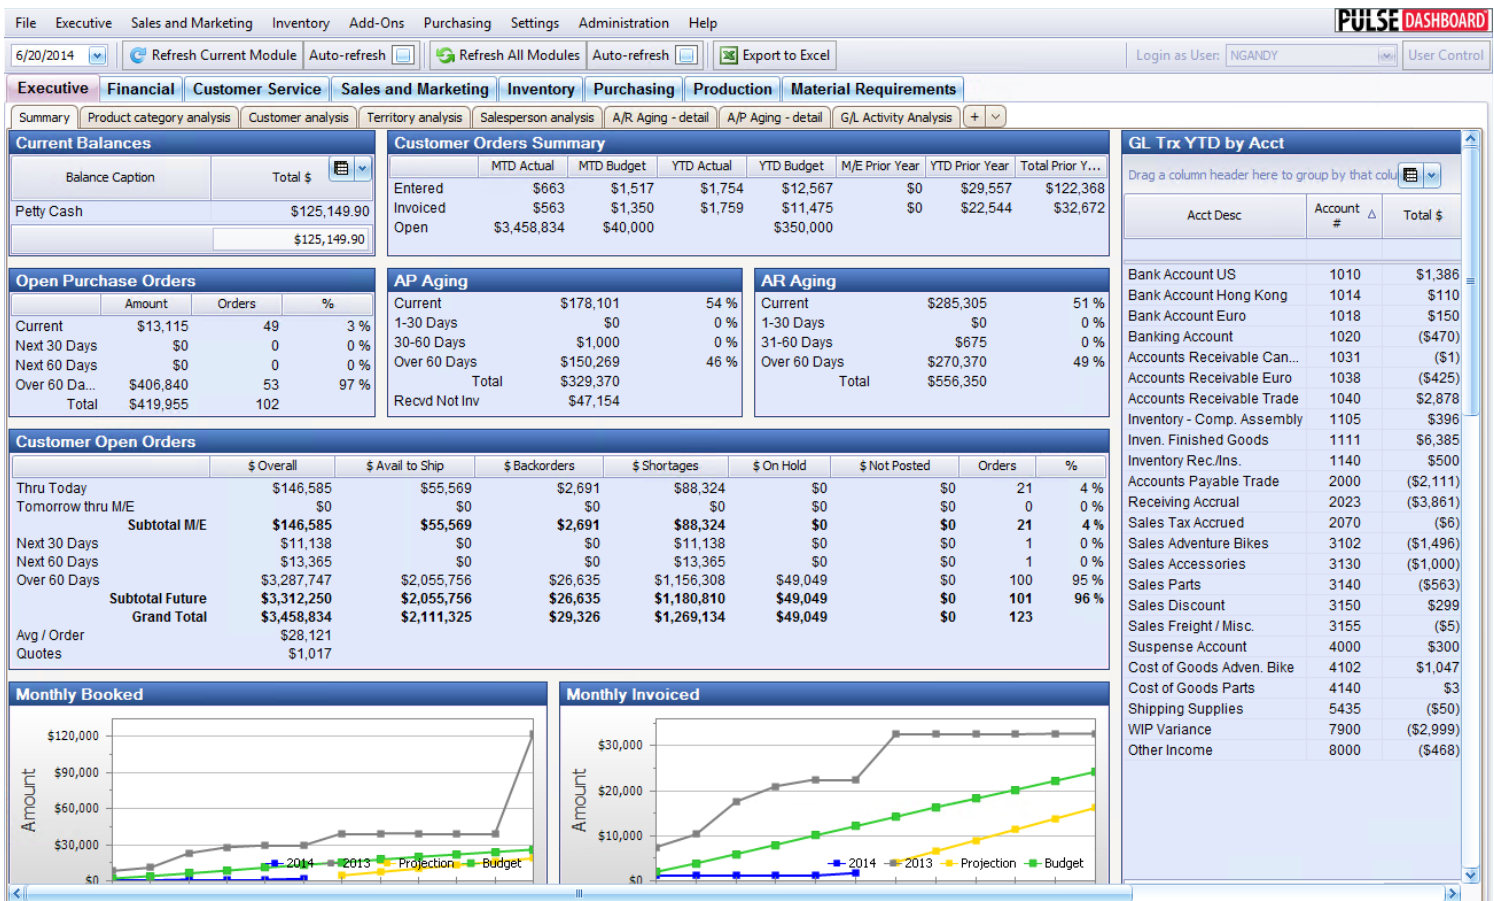 File Executive Sales and Marketing Inventory Add-Ons Purchasing Settings Administration Help
PULSE DASHBOARD
6/20/2014 Refresh Current Module Auto-refresh Refresh All Modules Auto-refresh Export to Excel Login as User: NGANDY User Control
Executive Financial Customer Service Sales and Marketing Inventory Purchasing Production Material Requirements
Summary Product category analysis Customer analysis Territory analysis Salesperson analysis A/R Aging - detail A/P Aging - detail G/L Activity Analysis +
Current Balances
Balance Caption Total $
Petty Cash $125,149.90
$125,149.90
Customer Orders Summary
MTD Actual MTD Budget YTD Actual YTD Budget M/E Prior Year YTD Prior Year Total Prior Y...
Entered $663 $1,517 $1,754 $12,567 $0 $29,557 $122,368
Invoiced $563 $1,350 $1,759 $11,475 $0 $22,544 $32,672
Open $3,458,834 $40,000 $350,000
Open Purchase Orders
Amount Orders %
Current $13,115 49 3 %
Next 30 Days $0 0 0 %
Next 60 Days $0 0 0 %
Over 60 Da... $406,840 53 97 %
Total $419,955 102
AP Aging
Current $178,101 54 %
1-30 Days $0 0 %
30-60 Days $1,000 0 %
Over 60 Days $150,269 46 %
Total $329,370
Recvd Not Inv $47,154
AR Aging
Current $285,305 51 %
1-30 Days $0 0 %
31-60 Days $675 0 %
Over 60 Days $270,370 49 %
Total $556,350
Customer Open Orders
$ Overall $ Avail to Ship $ Backorders $ Shortages $ On Hold $ Not Posted Orders %
Thru Today $146,585 $55,569 $2,691 $88,324 $0 $0 21 4 %
Tomorrow thru M/E $0 $0 $0 $0 $0 $0 0 0 %
Subtotal M/E $146,585 $55,569 $2,691 $88,324 $0 $0 21 4 %
Next 30 Days $11,138 $0 $0 $11,138 $0 $0 1 0 %
Next 60 Days $13,365 $0 $0 $13,365 $0 $0 1 0 %
Over 60 Days $3,287,747 $2,055,756 $26,635 $1,156,308 $49,049 $0 100 95 %
Subtotal Future $3,312,250 $2,055,756 $26,635 $1,180,810 $49,049 $0 101 96 %
Grand Total $3,458,834 $2,111,325 $29,326 $1,269,134 $49,049 $0 123
Avg / Order $28,121
Quotes $1,017
Monthly Booked
Amount
$120,000
$90,000
$60,000
$30,000
$0
2014 2013 Projection Budget
Monthly Invoiced
Amount
$30,000
$20,000
$10,000
$0
2014 2013 Projection Budget
GL Trx YTD by Acct
Drag a column header here to group by that colu
Acct Desc Account # Total $
Bank Account US 1010 $1,386
Bank Account Hong Kong 1014 $110
Bank Account Euro 1018 $150
Banking Account 1020 ($470)
Accounts Receivable Can... 1031 ($1)
Accounts Receivable Euro 1038 ($425)
Accounts Receivable Trade 1040 $2,878
Inventory - Comp. Assembly 1105 $396
Inven. Finished Goods 1111 $6,385
Inventory Rec./Ins. 1140 $500
Accounts Payable Trade 2000 ($2,111)
Receiving Accrual 2023 ($3,861)
Sales Tax Accrued 2070 ($6)
Sales Adventure Bikes 3102 ($1,496)
Sales Accessories 3130 ($1,000)
Sales Parts 3140 ($563)
Sales Discount 3150 $299
Sales Freight / Misc. 3155 ($5)
Suspense Account 4000 $300
Cost of Goods Adven. Bike 4102 $1,047
Cost of Goods Parts 4140 $3
Shipping Supplies 5435 ($50)
WIP Variance 7900 ($2,999)
Other Income 8000 ($468)